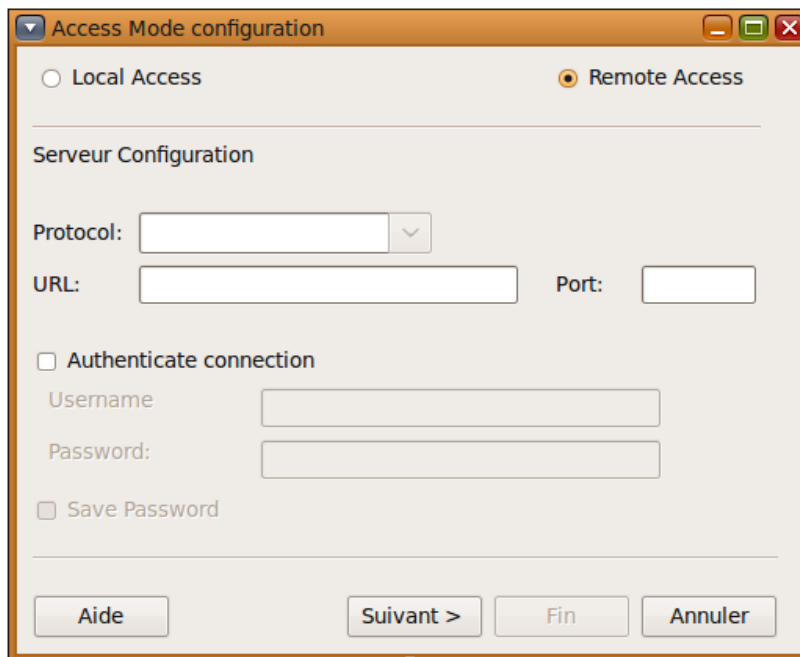 Access Mode configuration
Local Access Remote Access
Serveur Configuration
Protocol:
URL: Port:
Authenticate connection
Username
Password:
Save Password
Aide Suivant > Fin Annuler